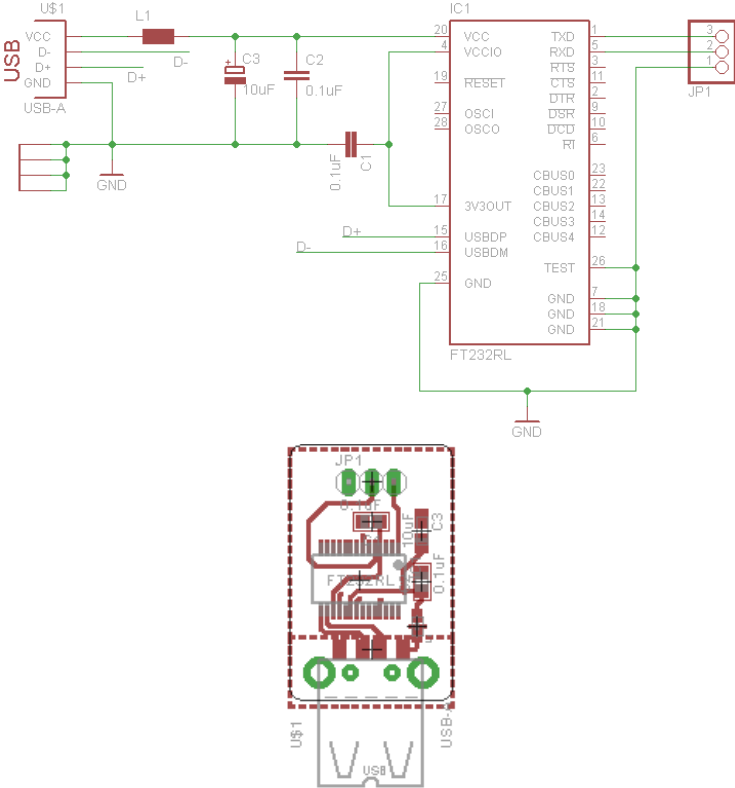 U$1
L1
IC1
USB
VCC
D-
D+
GND
D-
D+
USB-A
C3
10uF
C2
0.1uF
GND
0.1uF
C1
20 VCC TXD 1
4 VCCIO RXD 5
RTS 3
19 RESET CTS 11
DTR 2
27 OSCI DSR 9
28 OSCO DCD 10
RI 6
CBUS0 23
CBUS1 22
17 3V3OUT CBUS2 13
CBUS3 14
15 USBDP CBUS4 12
16 USBDM
D+
D-
TEST 26
25 GND
GND 7
GND 18
GND 21
FT232RL
3
2
1
JP1
GND
JP1
0.1uF
10uF
C3
FT232RL
0.1uF
U$1
USB-A
USB